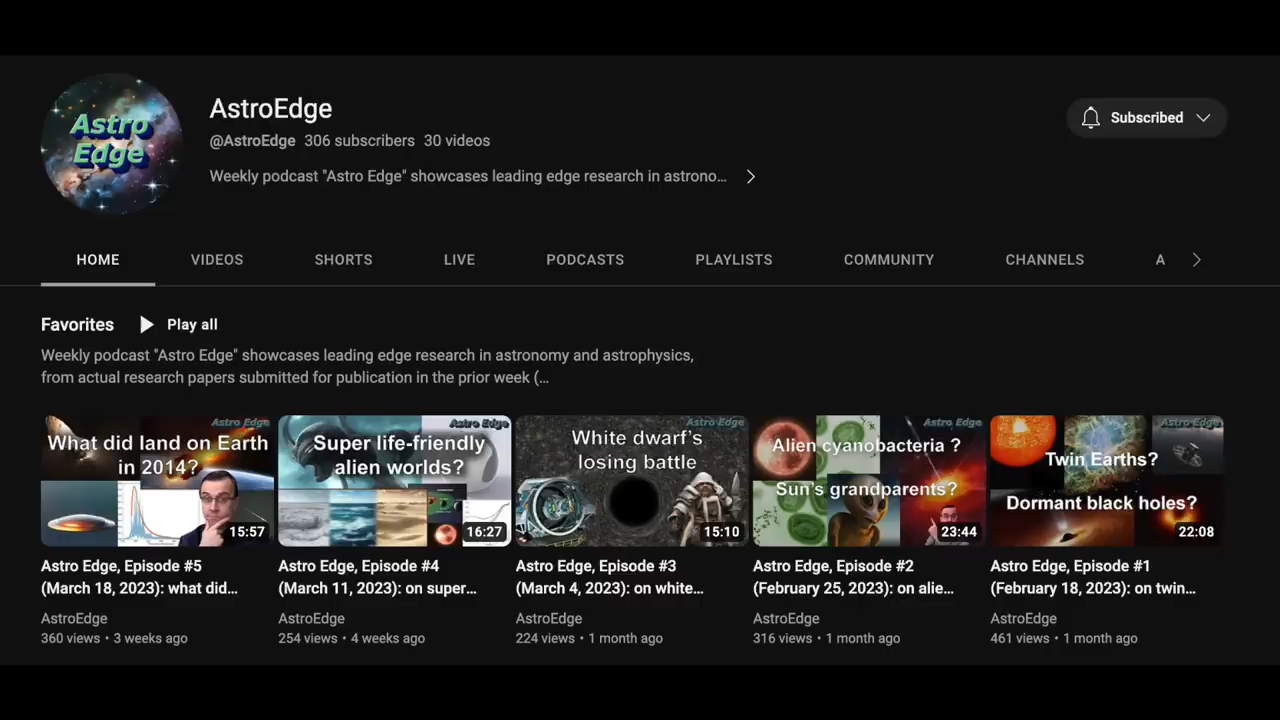 Astro
Edge
AstroEdge
@AstroEdge 306 subscribers 30 videos
Weekly podcast "Astro Edge" showcases leading edge research in astrono...
Subscribed
HOME VIDEOS SHORTS LIVE PODCASTS PLAYLISTS COMMUNITY CHANNELS A
Favorites Play all
Weekly podcast "Astro Edge" showcases leading edge research in astronomy and astrophysics,
from actual research papers submitted for publication in the prior week (...
Astro Edge
What did land on Earth
in 2014?
15:57
Astro Edge, Episode #5
(March 18, 2023): what did...
AstroEdge
360 views • 3 weeks ago
Astro Edge
Super life-friendly
alien worlds?
16:27
Astro Edge, Episode #4
(March 11, 2023): on super...
AstroEdge
254 views • 4 weeks ago
Astro Edge
White dwarf's
losing battle
15:10
Astro Edge, Episode #3
(March 4, 2023): on white...
AstroEdge
224 views • 1 month ago
Astro Edge
Alien cyanobacteria ?
Sun's grandparents?
23:44
Astro Edge, Episode #2
(February 25, 2023): on alie...
AstroEdge
316 views • 1 month ago
Astro Edge
Twin Earths?
Dormant black holes?
22:08
Astro Edge, Episode #1
(February 18, 2023): on twin...
AstroEdge
461 views • 1 month ago